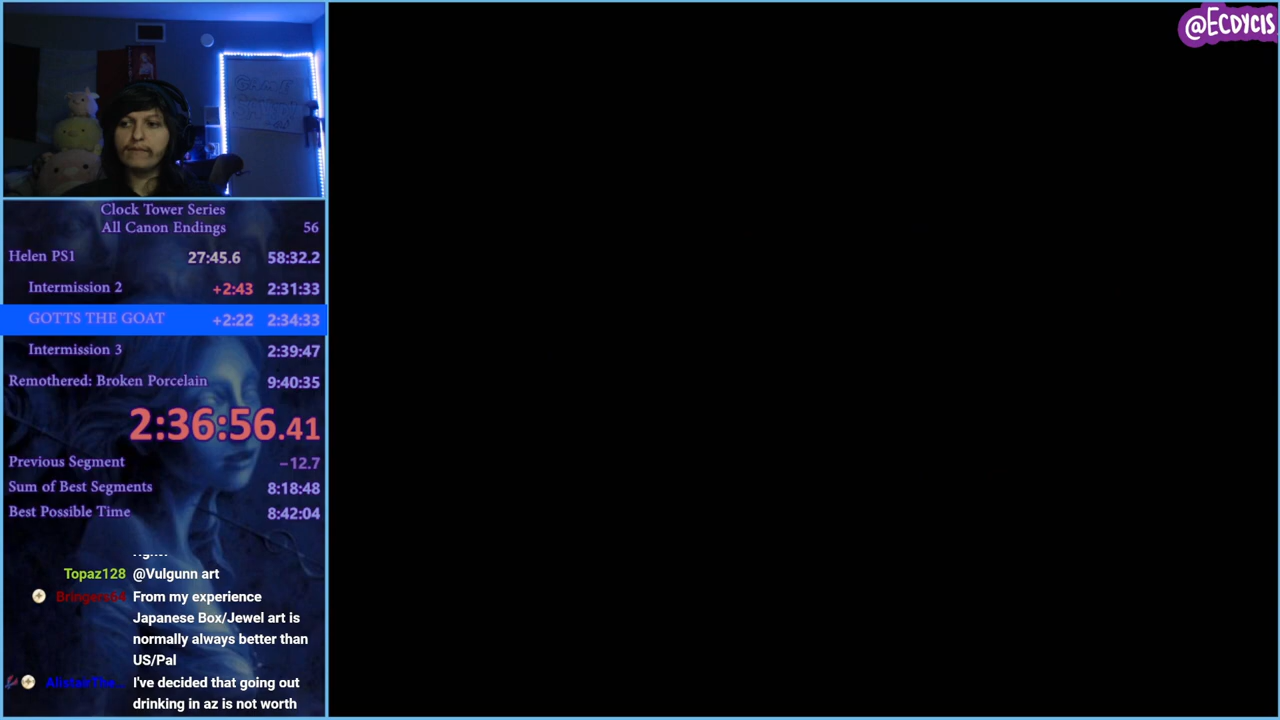 @ECDYCIS
GAME
Clock Tower Series
All Canon Endings 56
Helen PS1 27:45.6 58:32.2
Intermission 2 +2:43 2:31:33
GOTTS THE GOAT +2:22 2:34:33
Intermission 3 2:39:47
Remothered: Broken Porcelain 9:40:35
2:36:56.41
Previous Segment -12.7
Sum of Best Segments 8:18:48
Best Possible Time 8:42:04
Topaz128 @Vulgunn art
Bringers64 From my experience
Japanese Box/Jewel art is
normally always better than
US/Pal
AlistairThe... I've decided that going out
drinking in az is not worth